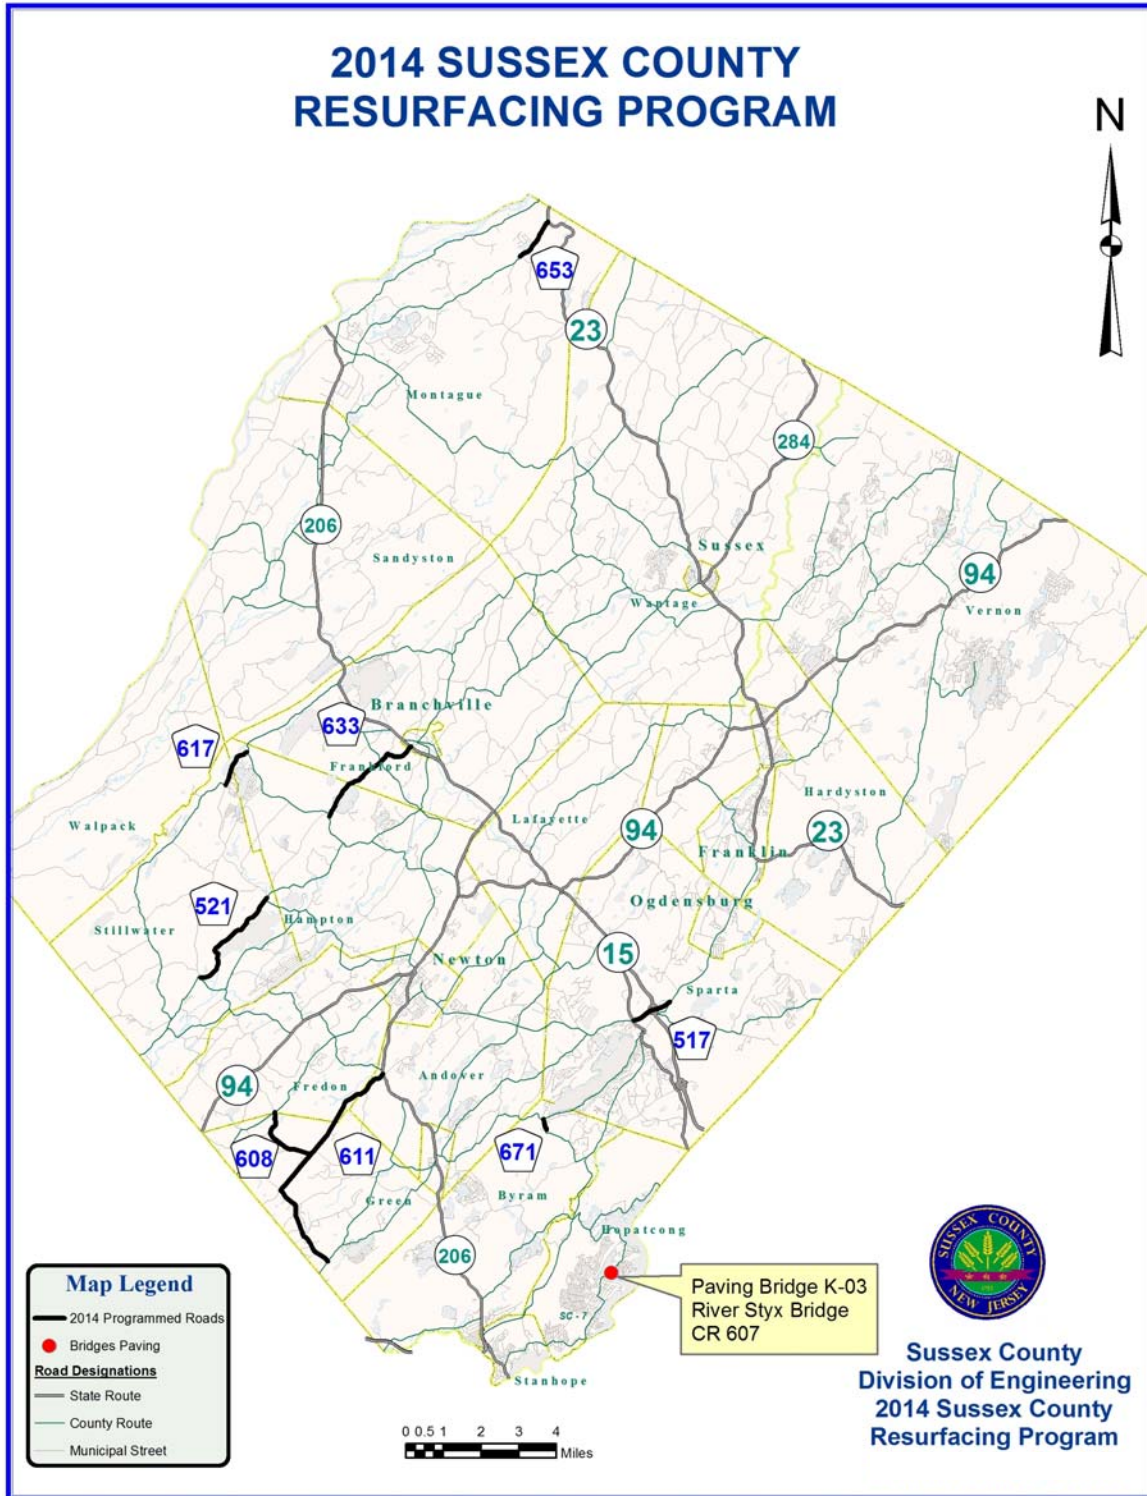 2014 SUSSEX COUNTY
RESURFACING PROGRAM
N
653
23
Montague
284
206
Sandyston
Sussex
94
Wantage
Vernon
Branchville
633
617
Frankford
Hardyston
Lafayette
Walpack
94
23
Franklin
521
Ogdensburg
Hampton
Stillwater
15
Newton
Sparta
517
94
Fredon
Andover
608
611
671
Green
Byram
Hopatcong
206
Paving Bridge K-03
River Styx Bridge
CR 607
SC - 7
Stanhope
Map Legend
2014 Programmed Roads
Bridges Paving
Road Designations
State Route
County Route
Municipal Street
0 0.5 1 2 3 4
Miles
SUSSEX COUNTY
NEW JERSEY
Sussex County
Division of Engineering
2014 Sussex County
Resurfacing Program